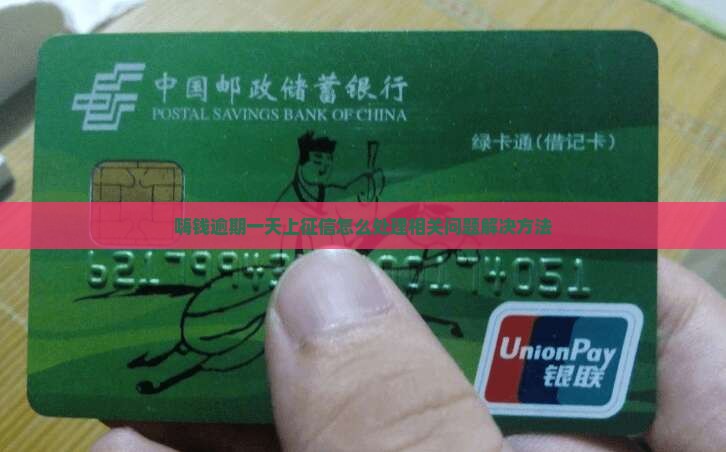 中国邮政储蓄银行
POSTAL SAVINGS BANK OF CHINA
绿卡通(借记卡)
嗨钱逾期一天上征信怎么处理相关问题解决方法
UnionPay
银联